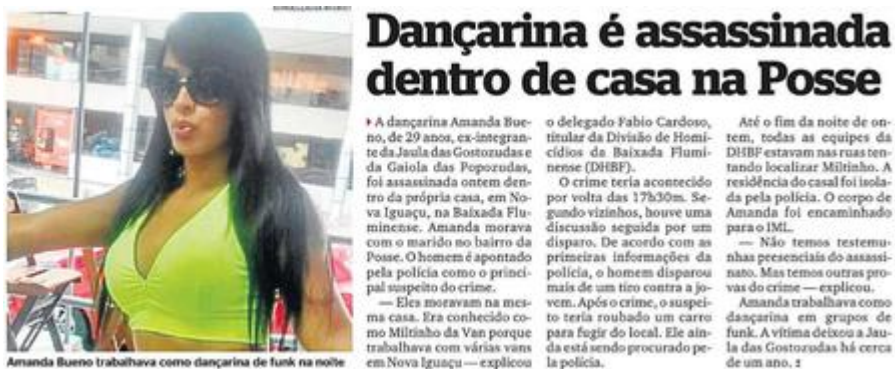 Dançarina é assassinada
dentro de casa na Posse
A dançarina Amanda Bue-
no, de 29 anos, ex-integran-
te da Jaula das Gostozudas e
da Gaiola das Popozudas,
foi assassinada ontem den-
tro da própria casa, em No-
va Iguaçu, na Baixada Flu-
minense. Amanda morava
com o marido no bairro da
Posse. O homem é apontado
pela polícia como o princi-
pal suspeito do crime.
— Eles moravam na mes-
ma casa. Era conhecido co-
mo Miltinho da Van porque
trabalhava com várias vans
em Nova Iguaçu — explicou
o delegado Fabio Cardoso,
titular da Divisão de Homi-
cídios da Baixada Flumi-
nense (DHBF).
O crime teria acontecido
por volta das 17h30m. Se-
gundo vizinhos, houve uma
discussão seguida por um
disparo. De acordo com as
primeiras informações da
polícia, o homem disparou
mais de um tiro contra a jo-
vem. Após o crime, o suspei-
to teria roubado um carro
para fugir do local. Ele ain-
da está sendo procurado pe-
la polícia.
Até o fim da noite de on-
tem, todas as equipes da
DHBF estavam nas ruas ten-
tando localizar Miltinho. A
residência do casal foi isola-
da pela polícia. O corpo de
Amanda foi encaminhado
para o IML.
— Não temos testemu-
nhas presenciais do assassi-
nato. Mas temos outras pro-
vas do crime — explicou.
Amanda trabalhava como
dançarina em grupos de
funk. A vítima deixou a Jau-
la das Gostozudas há cerca
de um ano.
Amanda Bueno trabalhava como dançarina de funk na noite